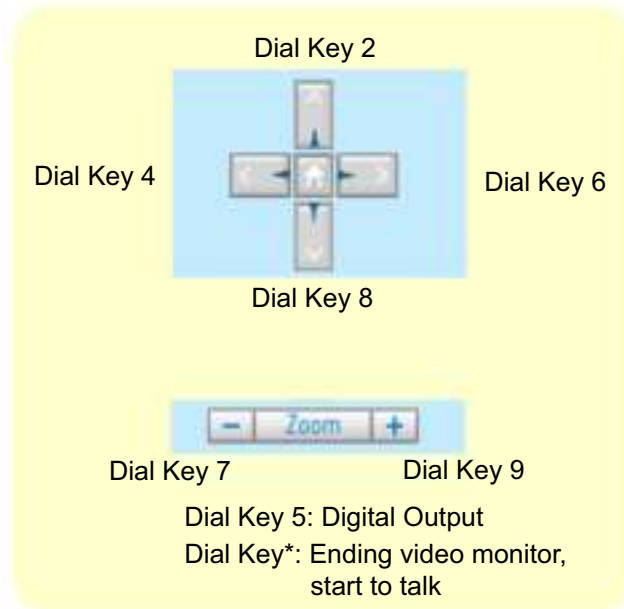 Dial Key 2
Dial Key 4
Dial Key 6
Dial Key 8
Zoom
Dial Key 7
Dial Key 9
Dial Key 5: Digital Output
Dial Key*: Ending video monitor,
start to talk